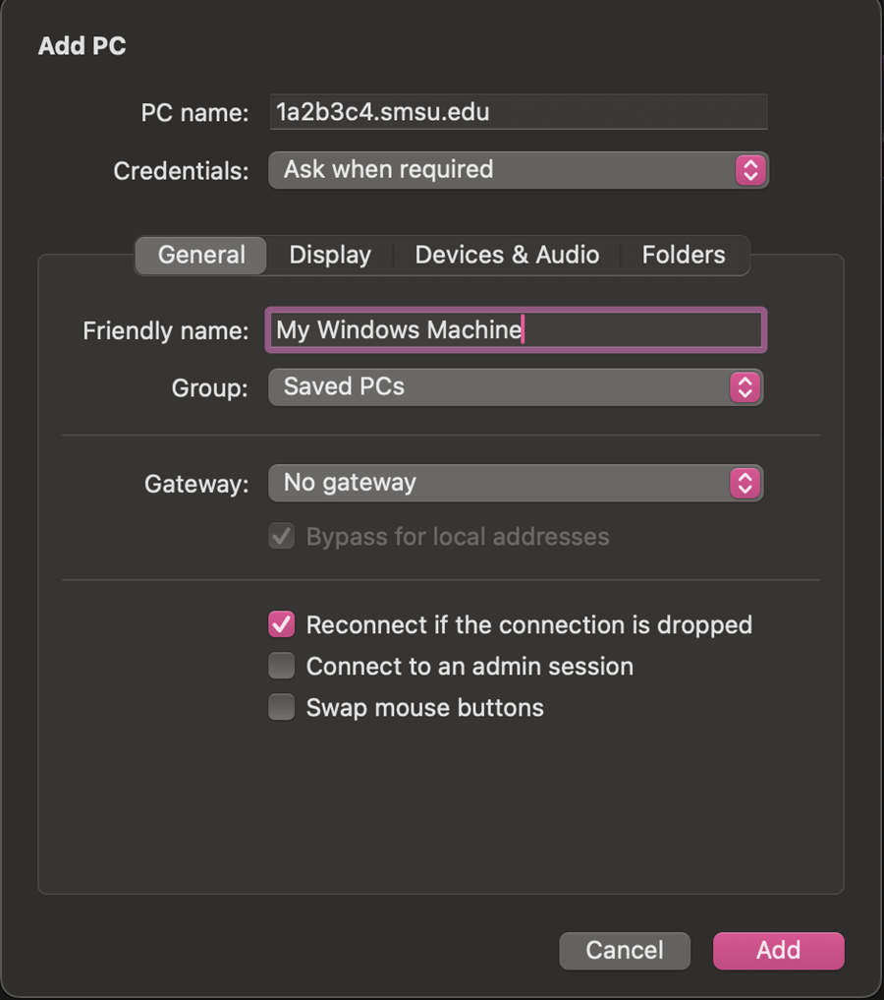 Add PC
PC name: 1a2b3c4.smsu.edu
Credentials: Ask when required
General Display Devices & Audio Folders
Friendly name: My Windows Machine
Group: Saved PCs
Gateway: No gateway
Bypass for local addresses
Reconnect if the connection is dropped
Connect to an admin session
Swap mouse buttons
Cancel Add